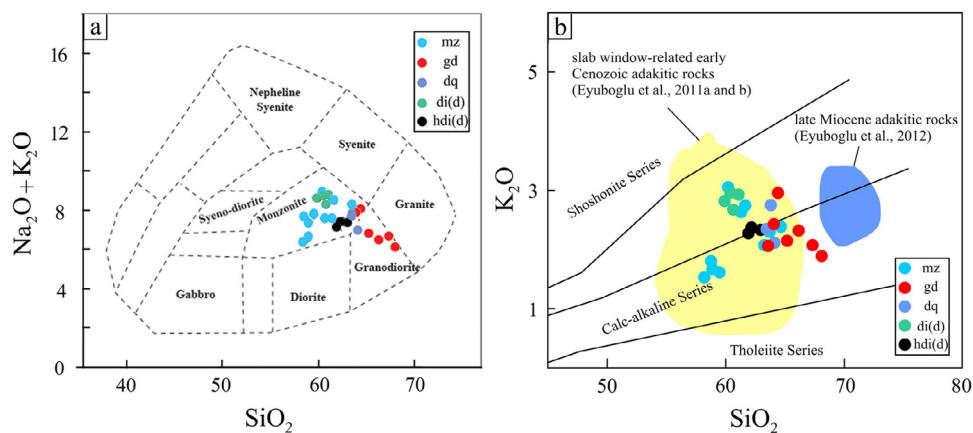 a
16
12
8
4
0
Na₂O+K₂O
40
50
60
70
SiO₂
Nepheline
Syenite
Syenite
Syeno-diorite
Monzonite
Granite
Granodiorite
Gabbro
Diorite
mz
gd
dq
di(d)
hdi(d)
b
5
3
1
K₂O
50
60
70
80
SiO₂
slab window-related early
Cenozoic adakitic rocks
(Eyuboglu et al., 2011a and b)
late Miocene adakitic rocks
(Eyuboglu et al., 2012)
Shoshonite Series
Calc-alkaline Series
Tholeiite Series
mz
gd
dq
di(d)
hdi(d)